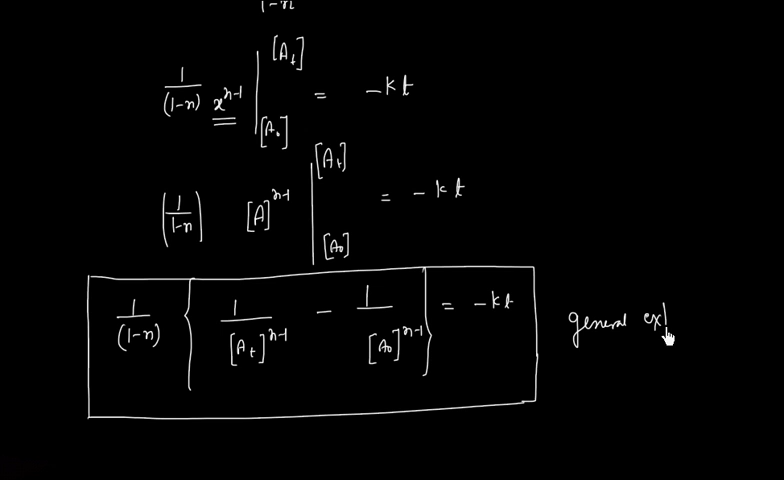 1-n
1/(1-n) x^{n-1} | [A_t] [A_0] = -kt
(1/1-n) [A]^{n-1} | [A_t] [A_0] = -kt
1/(1-n) { 1/[A_t]^{n-1} - 1/[A_0]^{n-1} } = -kt general ex